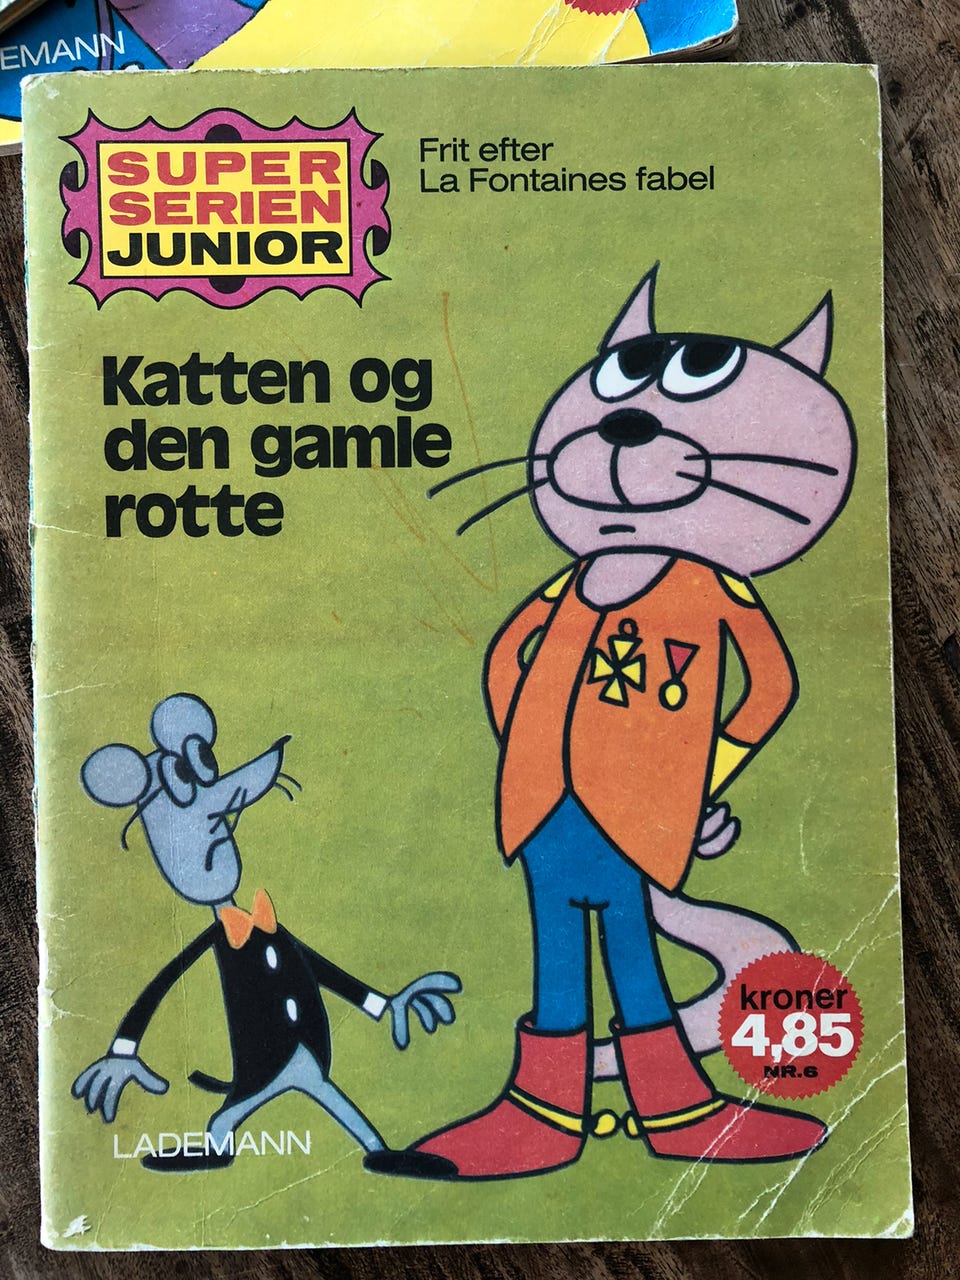 EMANN
SUPER
SERIEN
JUNIOR
Frit efter
La Fontaines fabel
Katten og
den gamle
rotte
kroner
4,85
NR.6
LADEMANN